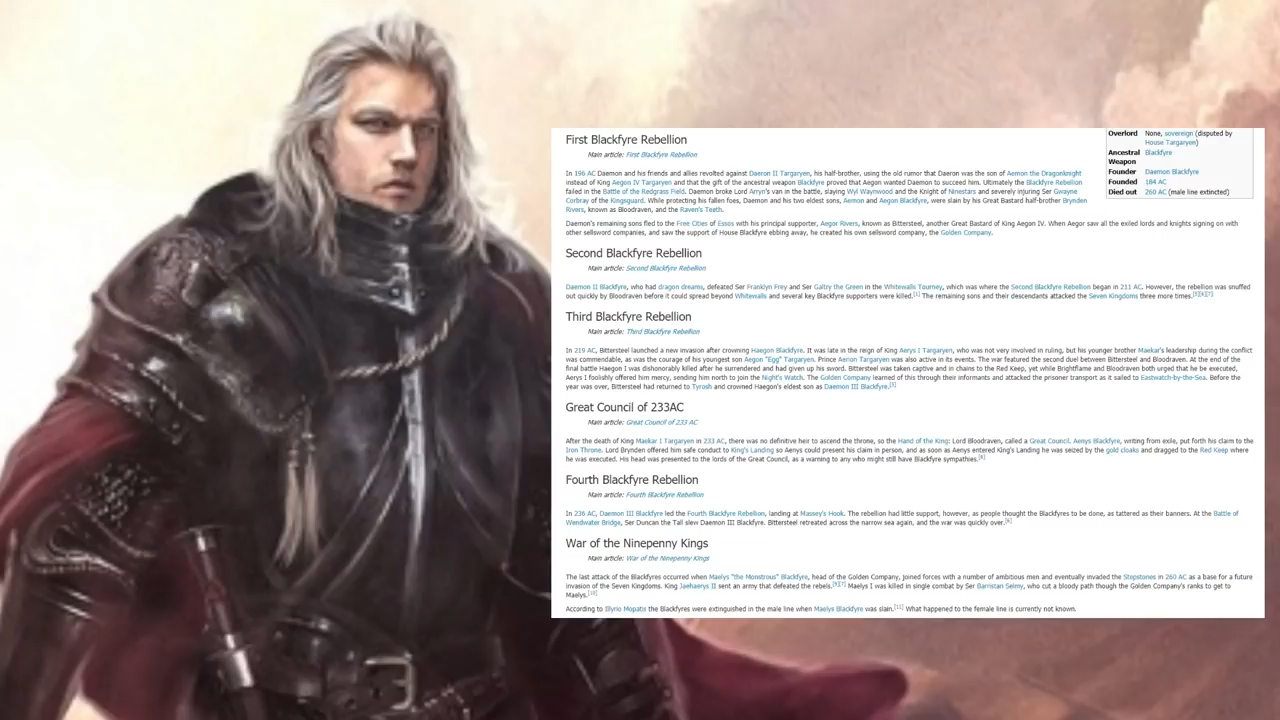 First Blackfyre Rebellion
Main article: First Blackfyre Rebellion
In 196 AC Daemon and his friends and allies revolted against Daeron II Targaryen, his half-brother, using the old rumor that Daeron was the son of Aemon the Dragonknight
instead of King Aegon IV Targaryen and that the gift of the ancestral weapon Blackfyre proved that Aegon wanted Daemon to succeed him. Ultimately the Blackfyre Rebellion
failed in the Battle of the Redgrass Field. Daemon broke Lord Arryn's van in the battle, slaying Wyl Waynwood and the Knight of Ninestars and severely injuring Ser Gwayne
Corbray of the Kingsguard. While protecting his fallen foes, Daemon and his two eldest sons, Aemon and Aegon Blackfyre, were slain by his Great Bastard half-brother Brynden
Rivers, known as Bloodraven, and the Raven's Teeth.
Daemon's remaining sons fled to the Free Cities of Essos with his principal supporter, Aegor Rivers, known as Bittersteel, another Great Bastard of King Aegon IV. When Aegor saw all the exiled lords and knights signing on with
other sellsword companies, and saw the support of House Blackfyre ebbing away, he created his own sellsword company, the Golden Company.
Overlord None, sovereign (disputed by
House Targaryen)
Ancestral Blackfyre
Weapon
Founder Daemon Blackfyre
Founded 184 AC
Died out 260 AC (male line extincted)
Second Blackfyre Rebellion
Main article: Second Blackfyre Rebellion
Daemon II Blackfyre, who had dragon dreams, defeated Ser Franklyn Frey and Ser Galtry the Green in the Whitewalls Tourney, which was where the Second Blackfyre Rebellion began in 211 AC. However, the rebellion was snuffed
out quickly by Bloodraven before it could spread beyond Whitewalls and several key Blackfyre supporters were killed.[1] The remaining sons and their descendants attacked the Seven Kingdoms three more times.[5][6][7]
Third Blackfyre Rebellion
Main article: Third Blackfyre Rebellion
In 219 AC, Bittersteel launched a new invasion after crowning Haegon Blackfyre. It was late in the reign of King Aerys I Targaryen, who was not very involved in ruling, but his younger brother Maekar's leadership during the conflict
was commendable, as was the courage of his youngest son Aegon "Egg" Targaryen. Prince Aerion Targaryen was also active in its events. The war featured the second duel between Bittersteel and Bloodraven. At the end of the
final battle Haegon I was dishonorably killed after he surrendered and had given up his sword. Bittersteel was taken captive and in chains to the Red Keep, yet while Brightflame and Bloodraven both urged that he be executed,
Aerys I foolishly offered him mercy, sending him north to join the Night's Watch. The Golden Company learned of this through their informants and attacked the prisoner transport as it sailed to Eastwatch-by-the-Sea. Before the
year was over, Bittersteel had returned to Tyrosh and crowned Haegon's eldest son as Daemon III Blackfyre.[3]
Great Council of 233AC
Main article: Great Council of 233 AC
After the death of King Maekar I Targaryen in 233 AC, there was no definitive heir to ascend the throne, so the Hand of the King: Lord Bloodraven, called a Great Council. Aenys Blackfyre, writing from exile, put forth his claim to the
Iron Throne. Lord Brynden offered him safe conduct to King's Landing so Aenys could present his claim in person, and as soon as Aenys entered King's Landing he was seized by the gold cloaks and dragged to the Red Keep where
he was executed. His head was presented to the lords of the Great Council, as a warning to any who might still have Blackfyre sympathies.[8]
Fourth Blackfyre Rebellion
Main article: Fourth Blackfyre Rebellion
In 236 AC, Daemon III Blackfyre led the Fourth Blackfyre Rebellion, landing at Massey's Hook. The rebellion had little support, however, as people thought the Blackfyres to be done, as tattered as their banners. At the Battle of
Wendwater Bridge, Ser Duncan the Tall slew Daemon III Blackfyre. Bittersteel retreated across the narrow sea again, and the war was quickly over.[6]
War of the Ninepenny Kings
Main article: War of the Ninepenny Kings
The last attack of the Blackfyres occurred when Maelys "the Monstrous" Blackfyre, head of the Golden Company, joined forces with a number of ambitious men and eventually invaded the Stepstones in 260 AC as a base for a future
invasion of the Seven Kingdoms. King Jaehaerys II sent an army that defeated the rebels.[9][7] Maelys I was killed in single combat by Ser Barristan Selmy, who cut a bloody path though the Golden Company's ranks to get to
Maelys.[10]
According to Illyrio Mopatis the Blackfyres were extinguished in the male line when Maelys Blackfyre was slain.[11] What happened to the female line is currently not known.